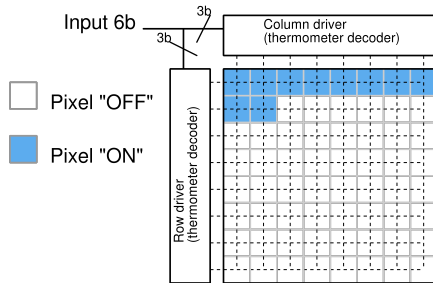 Input 6b
3b
3b
Column driver
(thermometer decoder)
Pixel "OFF"
Pixel "ON"
Row driver
(thermometer decoder)